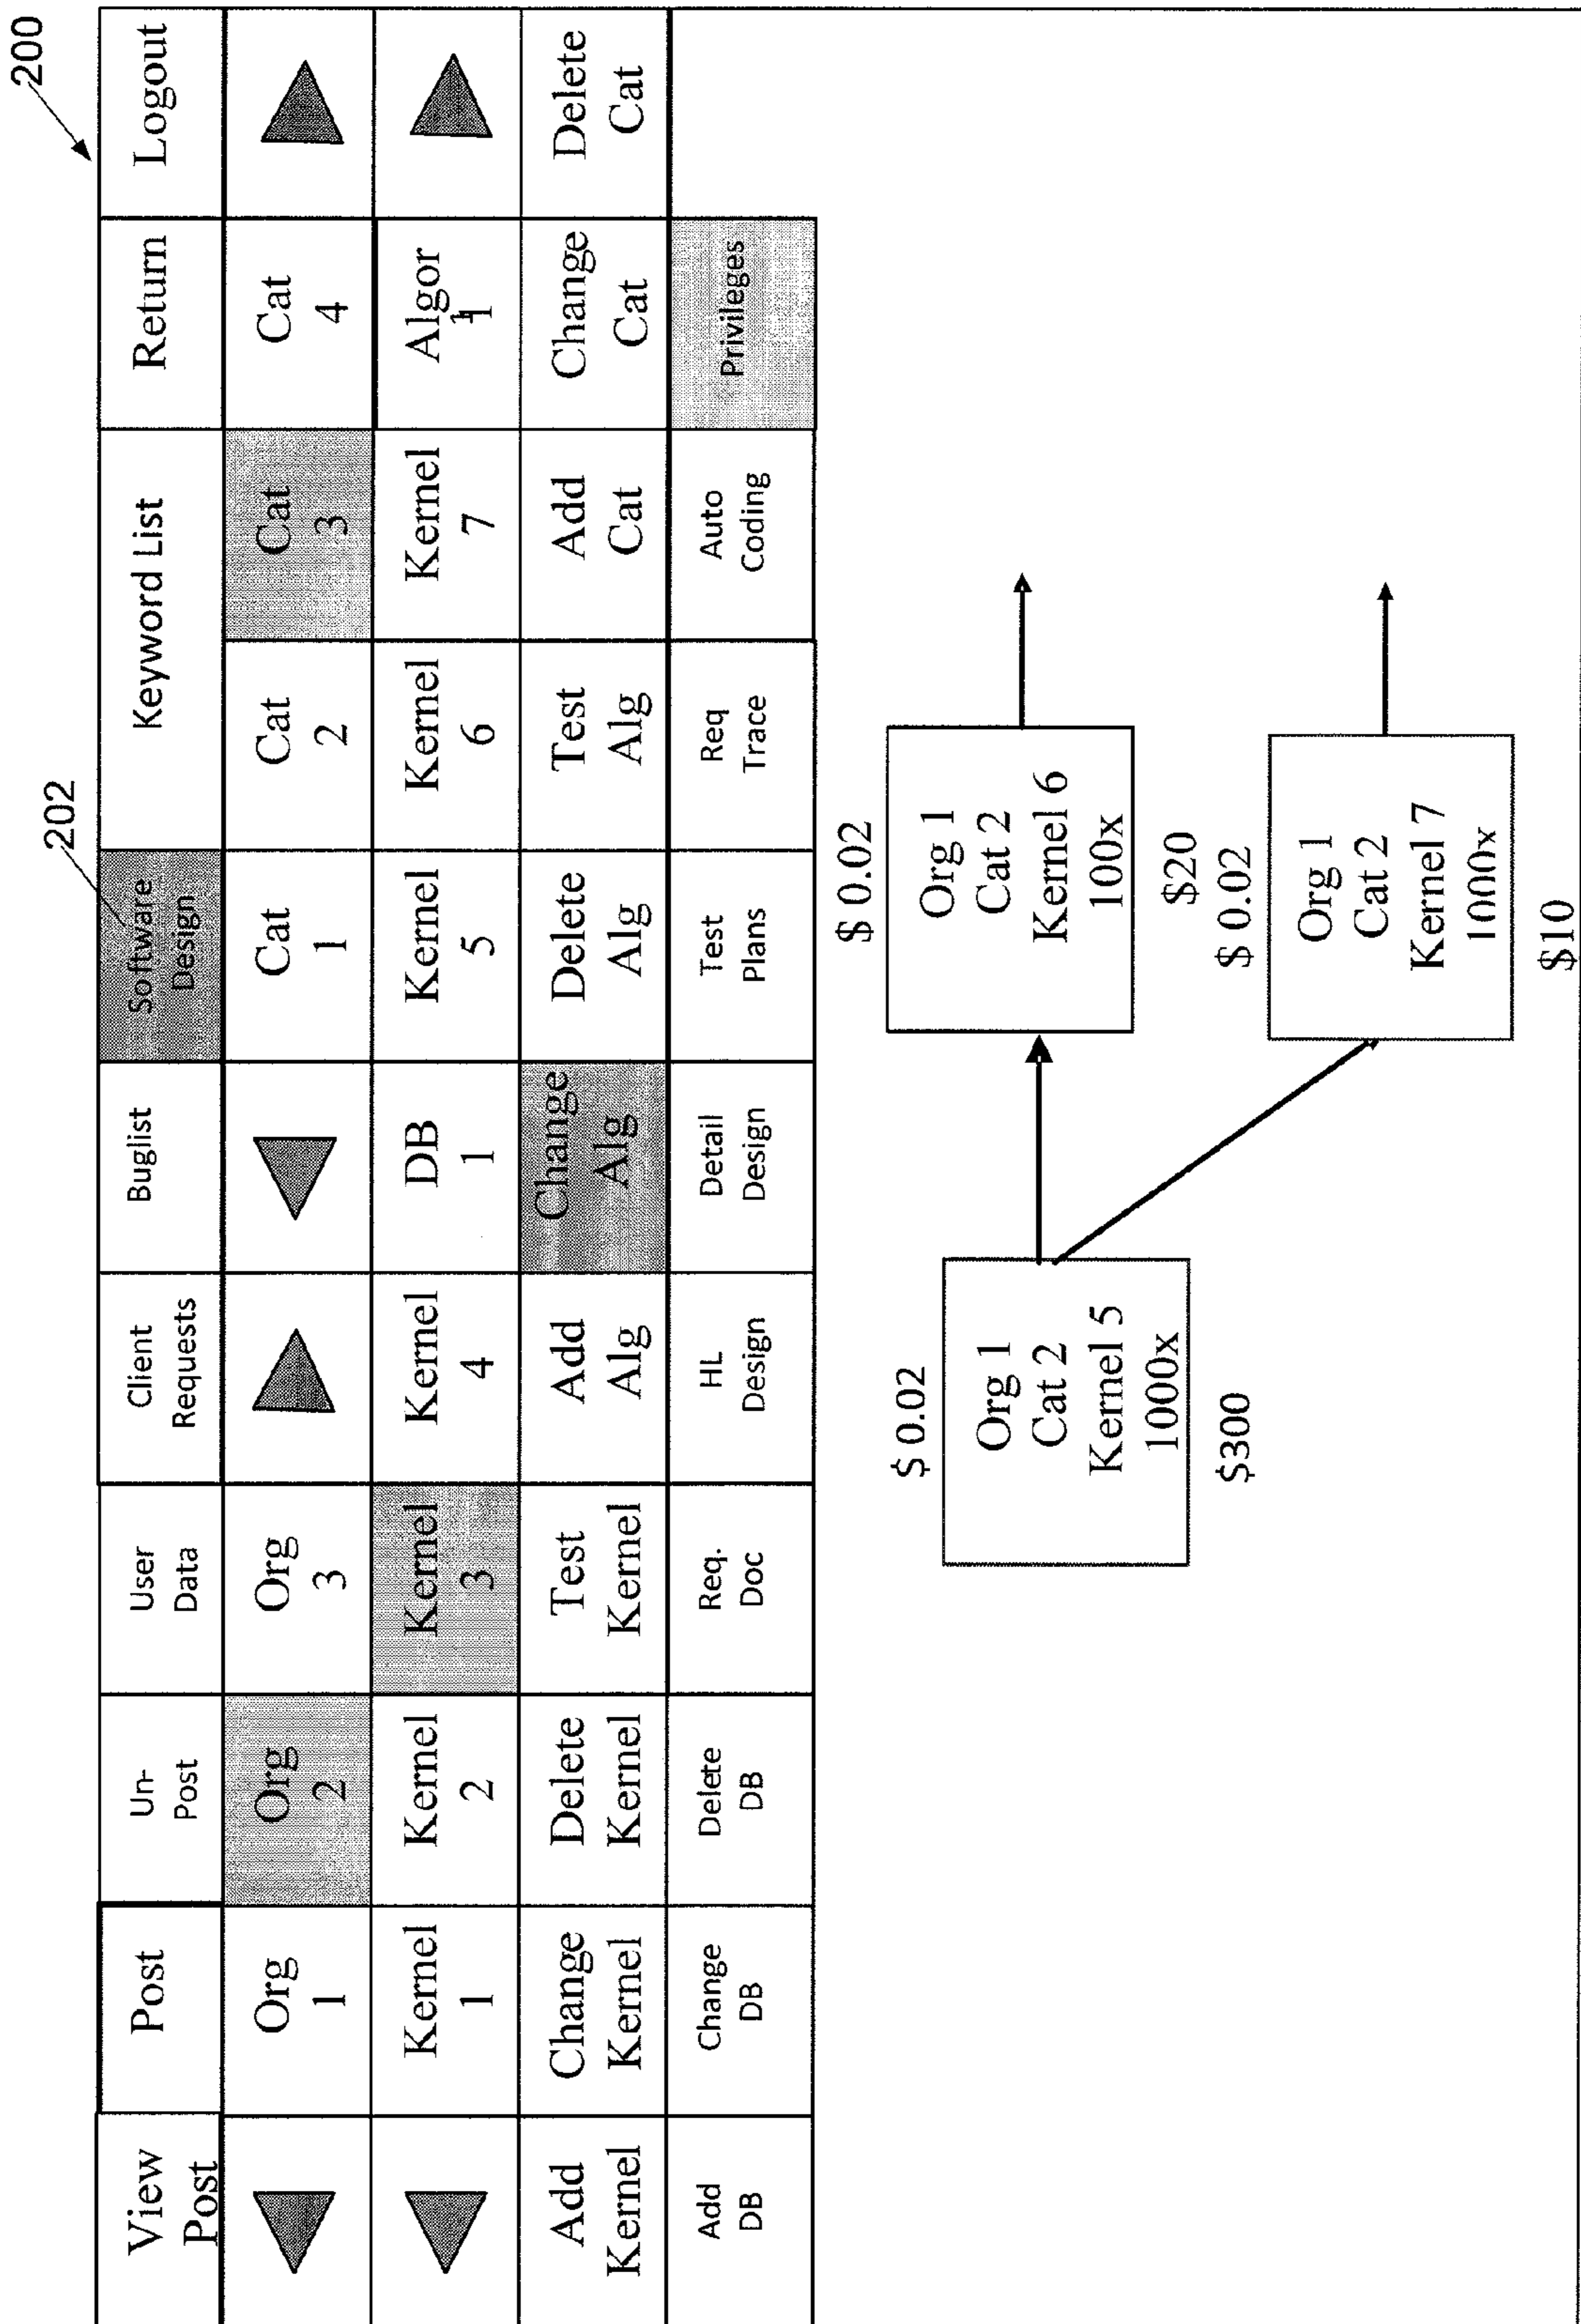 200
202
View
Post
Post
Un-
Post
User
Data
Client
Requests
Buglist
Software
Design
Keyword List
Return
Logout
Org
1
Org
2
Org
3
Cat
1
Cat
2
Cat
3
Cat
4
Kernel
1
Kernel
2
Kernel
3
Kernel
4
DB
1
Kernel
5
Kernel
6
Kernel
7
Algor
1
Add
Kernel
Change
Kernel
Delete
Kernel
Test
Kernel
Add
Alg
Change
Alg
Delete
Alg
Test
Alg
Add
Cat
Change
Cat
Delete
Cat
Add
DB
Change
DB
Delete
DB
Req.
Doc
HL
Design
Detail
Design
Test
Plans
Req
Trace
Auto
Coding
Privileges
$ 0.02
Org 1
Cat 2
Kernel 5
1000x
$300
$ 0.02
Org 1
Cat 2
Kernel 6
100x
$20
$ 0.02
Org 1
Cat 2
Kernel 7
1000x
$10